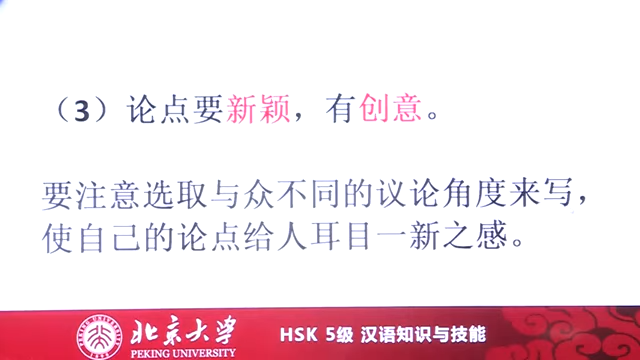 （3）论点要新颖，有创意。
要注意选取与众不同的议论角度来写，
使自己的论点给人耳目一新之感。
北京大学
PEKING UNIVERSITY
HSK 5级 汉语知识与技能